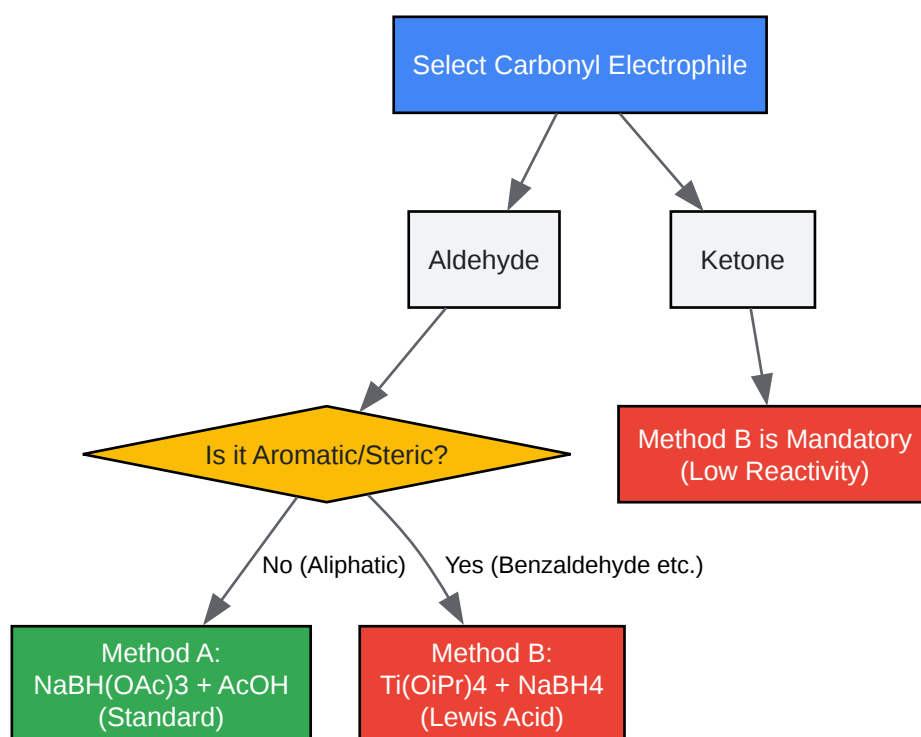 Select Carbonyl Electrophile
Aldehyde
Ketone
Is it Aromatic/Steric?
Method B is Mandatory
(Low Reactivity)
No (Aliphatic)
Yes (Benzaldehyde etc.)
Method A:
NaBH(OAc)3 + AcOH
(Standard)
Method B:
Ti(OiPr)4 + NaBH4
(Lewis Acid)